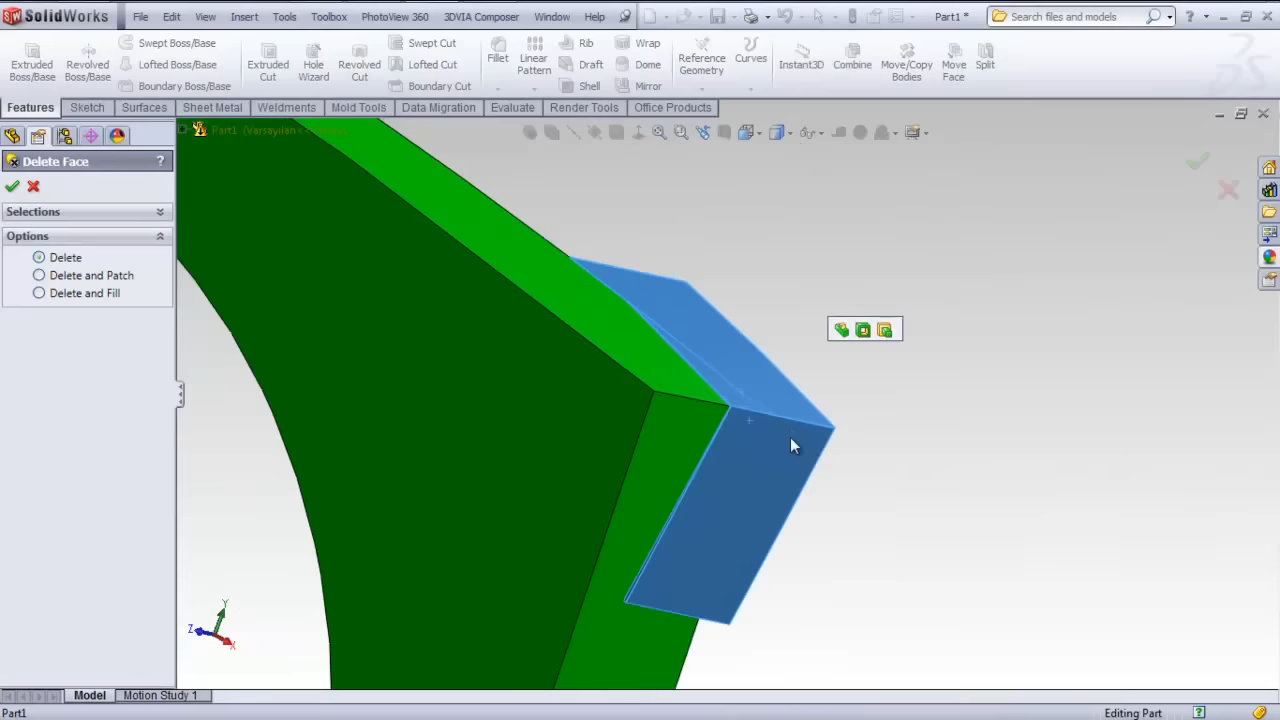 SolidWorks File Edit View Insert Tools Toolbox PhotoView 360 3DVIA Composer Window Help Part1 * Search files and models ?
Extruded Boss/Base Revolved Boss/Base Swept Boss/Base Lofted Boss/Base Boundary Boss/Base Extruded Cut Hole Wizard Revolved Cut Swept Cut Lofted Cut Boundary Cut Fillet Linear Pattern Rib Draft Shell Wrap Dome Mirror Reference Geometry Curves Instant3D Combine Move/Copy Bodies Move Face Split
Features Sketch Surfaces Sheet Metal Weldments Mold Tools Data Migration Evaluate Render Tools Office Products
Part1 (Varsayılan<
Delete Face ?
Selections
Options
Delete
Delete and Patch
Delete and Fill
Y
Z
X
Model Motion Study 1
Part1 Editing Part ?